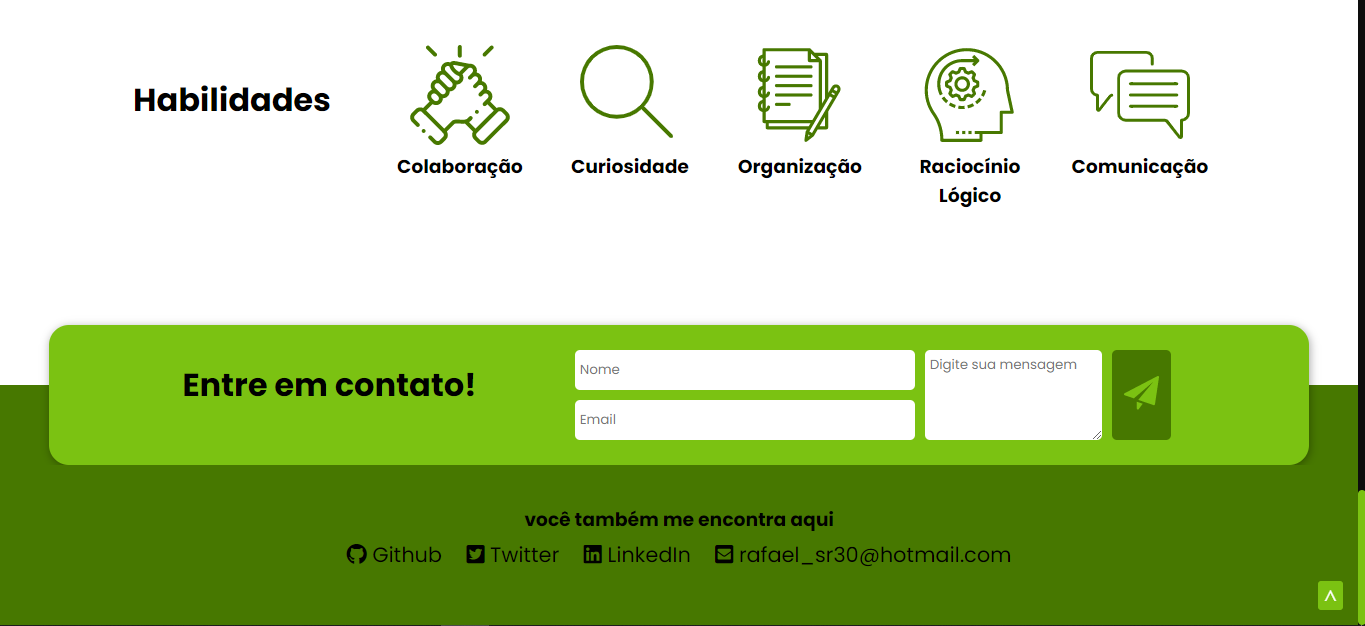 Habilidades
Colaboração
Curiosidade
Organização
Raciocínio
Lógico
Comunicação
Entre em contato!
Nome
Email
Digite sua mensagem
você também me encontra aqui
Github Twitter LinkedIn rafael_sr30@hotmail.com
^